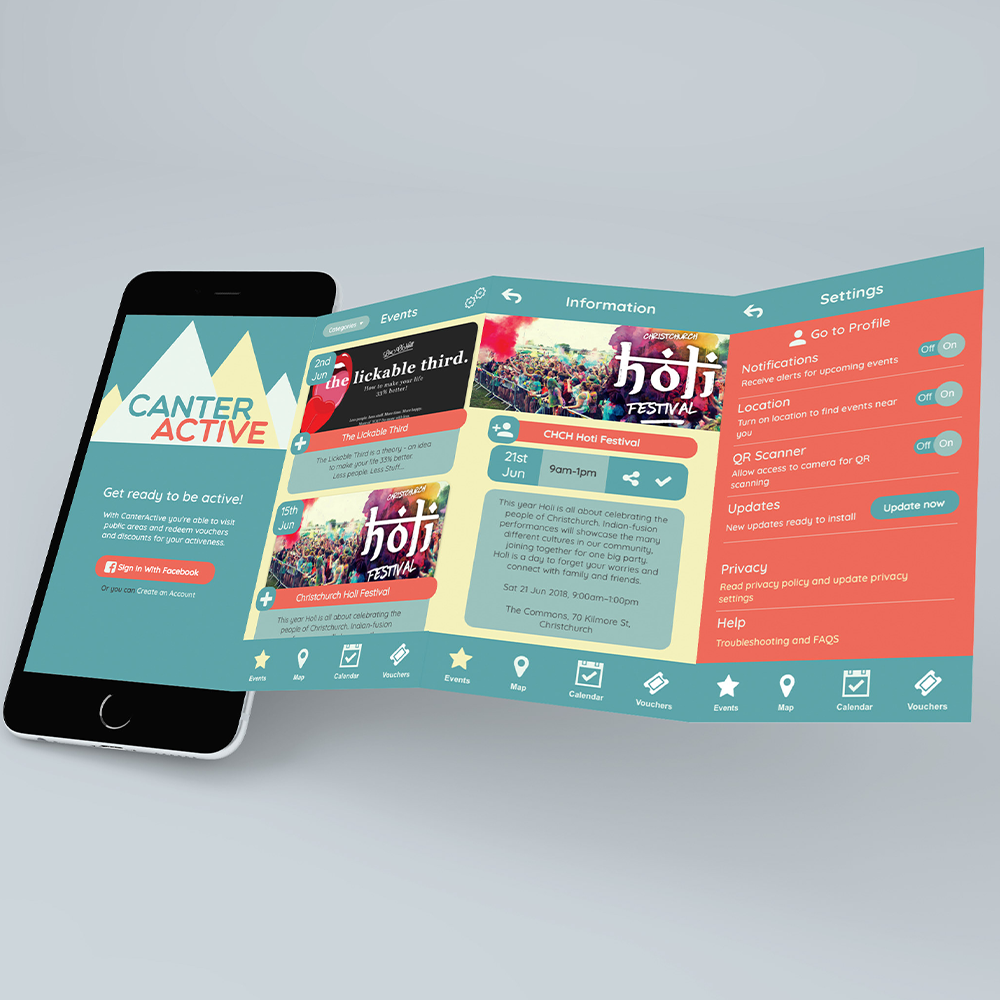 CANTER
ACTIVE
Get ready to be active!
With CanterActive you're able to visit
public areas and redeem vouchers
and discounts for your activeness.
Sign In With Facebook
Or you can Create an Account
Categories
Events
2nd
Jun
the lickable third.
How to make your life
33% better!
The Lickable Third
The Lickable Third is a theory - an idea
to make your life 33% better.
Less people. Less Stuff...
15th
Jun
CHRISTCHURCH
holi
FESTIVAL
Christchurch Holi Festival
This year Holi is all about celebrating the
people of Christchurch. Indian-fusion
Events
Map
Calendar
Vouchers
Information
CHRISTCHURCH
holi
FESTIVAL
CHCH Hoti Festival
21st
Jun
9am-1pm
This year Holi is all about celebrating the
people of Christchurch. Indian-fusion
performances will showcase the many
different cultures in our community,
joining together for one big party.
Holi is a day to forget your worries and
connect with family and friends.
Sat 21 Jun 2018, 9:00am–1:00pm
The Commons, 70 Kilmore St,
Christchurch
Events
Map
Calendar
Vouchers
Settings
Go to Profile
Notifications
Receive alerts for upcoming events
Off On
Location
Turn on location to find events near
you
Off On
QR Scanner
Allow access to camera for QR
scanning
Off On
Updates
New updates ready to install
Update now
Privacy
Read privacy policy and update privacy
settings
Help
Troubleshooting and FAQS
Events
Map
Calendar
Vouchers